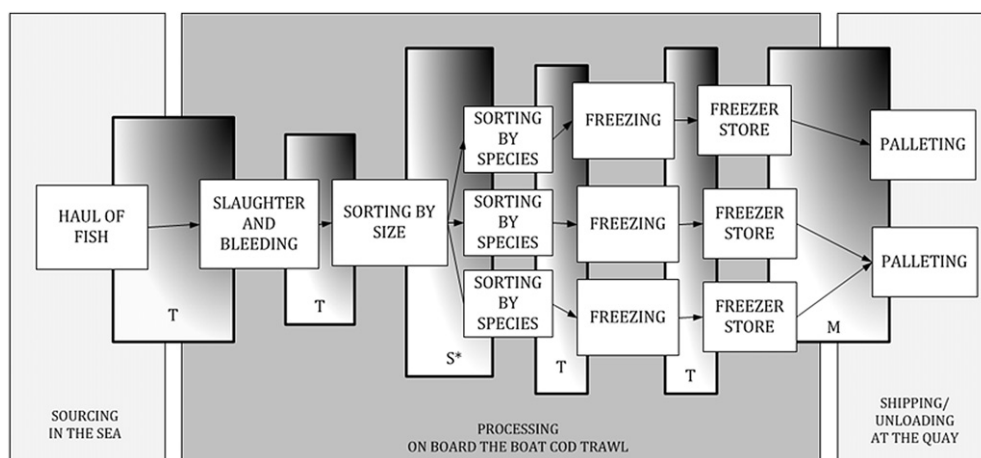 HAUL OF
FISH
T
SLAUGHTER
AND
BLEEDING
T
SORTING BY
SIZE
S*
SORTING
BY
SPECIES
SORTING
BY
SPECIES
SORTING
BY
SPECIES
T
FREEZING
FREEZING
FREEZING
T
FREEZER
STORE
FREEZER
STORE
FREEZER
STORE
M
PALLETING
PALLETING
SOURCING
IN THE SEA
PROCESSING
ON BOARD THE BOAT COD TRAWL
SHIPPING/
UNLOADING
AT THE QUAY